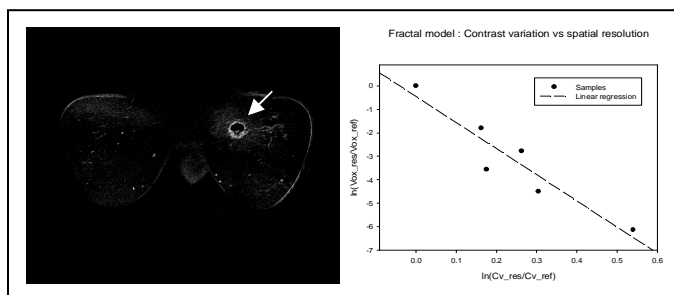 Fractal model : Contrast variation vs spatial resolution
Samples
Linear regression
ln(Vox_res/Vox_ref)
0
-1
-2
-3
-4
-5
-6
-7
0.0 0.1 0.2 0.3 0.4 0.5 0.6
ln(Cv_res/Cv_ref)